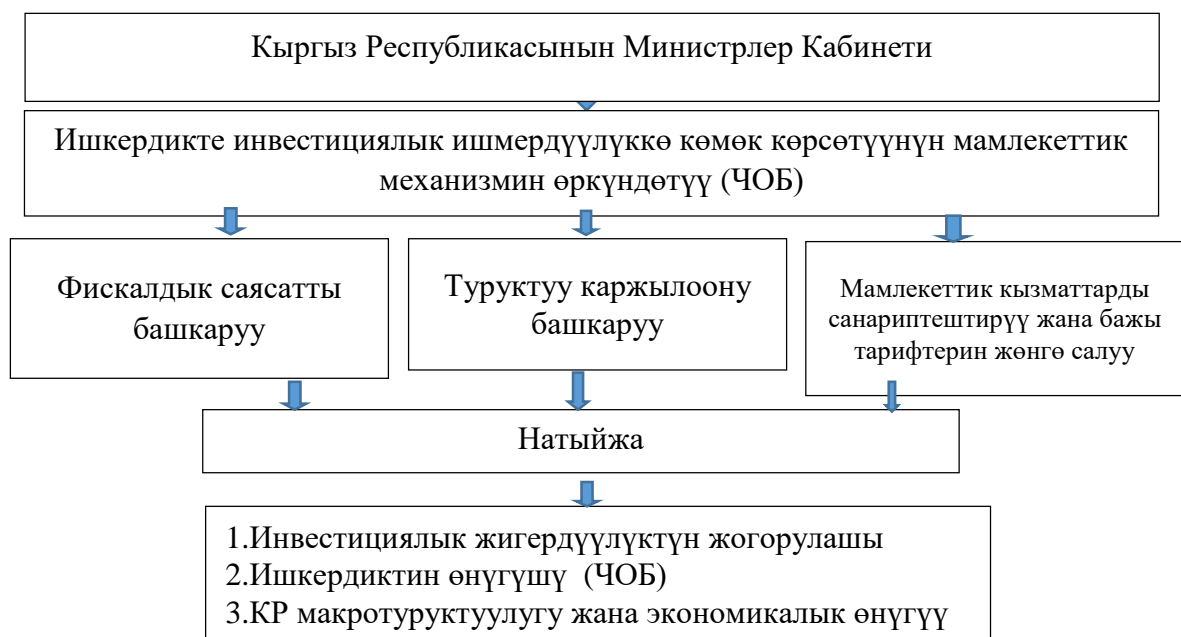 Кыргыз Республикасынын Министрлер Кабинети
Ишкердикте инвестициялык ишмердүүлүккө көмөк көрсөтүүнүн мамлекеттик
механизмин өркүндөтүү (ЧОБ)
Фискалдык саясатты
башкаруу
Туруктуу каржылоону
башкаруу
Мамлекеттик кызматтарды
санариптештирүү жана бажы
тарифтерин жөнгө салуу
Натыйжа
1.Инвестициялык жигердүүлүктүн жогорулашы
2.Ишкердиктин өнүгүшү (ЧОБ)
3.КР макротуруктуулугу жана экономикалык өнүгүү